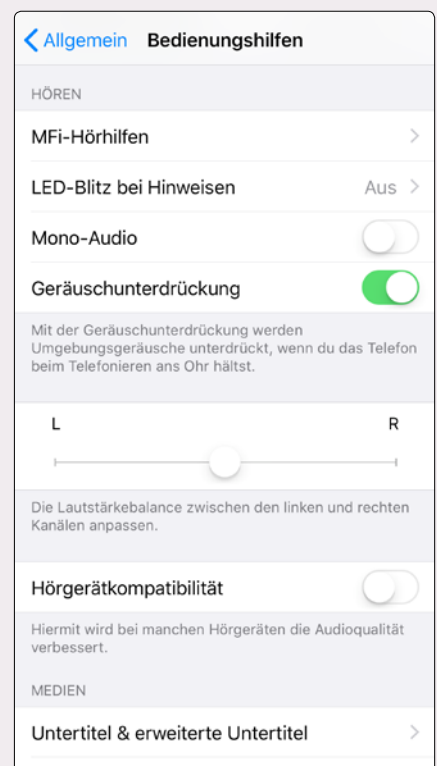 Allgemein Bedienungshilfen
HÖREN
MFi-Hörhilfen
LED-Blitz bei Hinweisen Aus
Mono-Audio
Geräuschunterdrückung
Mit der Geräuschunterdrückung werden
Umgebungsgeräusche unterdrückt, wenn du das Telefon
beim Telefonieren ans Ohr hältst.
L R
Die Lautstärkebalance zwischen den linken und rechten
Kanälen anpassen.
Hörgerätkompatibilität
Hiermit wird bei manchen Hörgeräten die Audioqualität
verbessert.
MEDIEN
Untertitel & erweiterte Untertitel